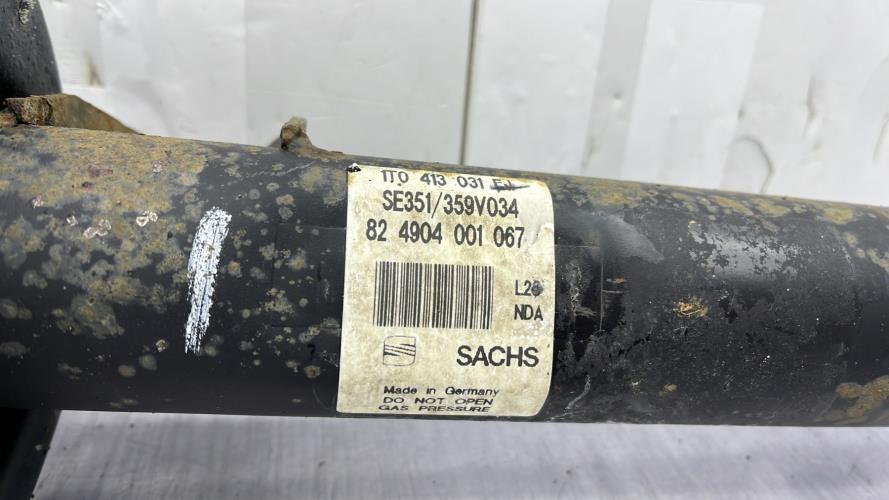 1T0 413 031
SE351/359V034
82 4904 001 067
NDA
SACHS
Made in Germany
DO NOT OPEN
GAS PRESSURE